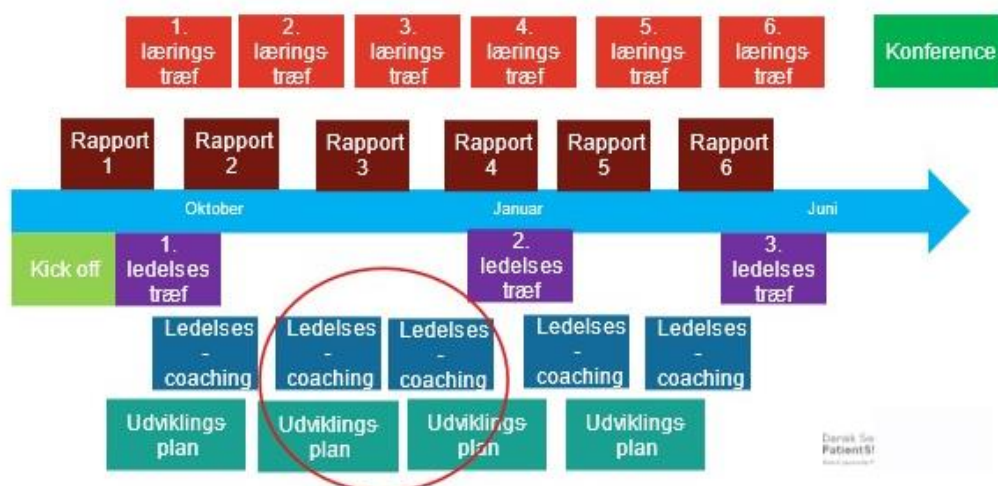 1.
lærings-
træf
2.
lærings-
træf
3.
lærings-
træf
4.
lærings-
træf
5.
lærings-
træf
6.
lærings-
træf
Konference
Rapport
1
Rapport
2
Rapport
3
Rapport
4
Rapport
5
Rapport
6
Oktober
Januar
Juni
Kick off
1.
ledelses
træf
2.
ledelses
træf
3.
ledelses
træf
Ledelses
-
coaching
Ledelses
-
coaching
Ledelses
-
coaching
Ledelses
-
coaching
Ledelses
-
coaching
Udviklings-
plan
Udviklings-
plan
Udviklings-
plan
Udviklings-
plan
Dansk Se
PatientS